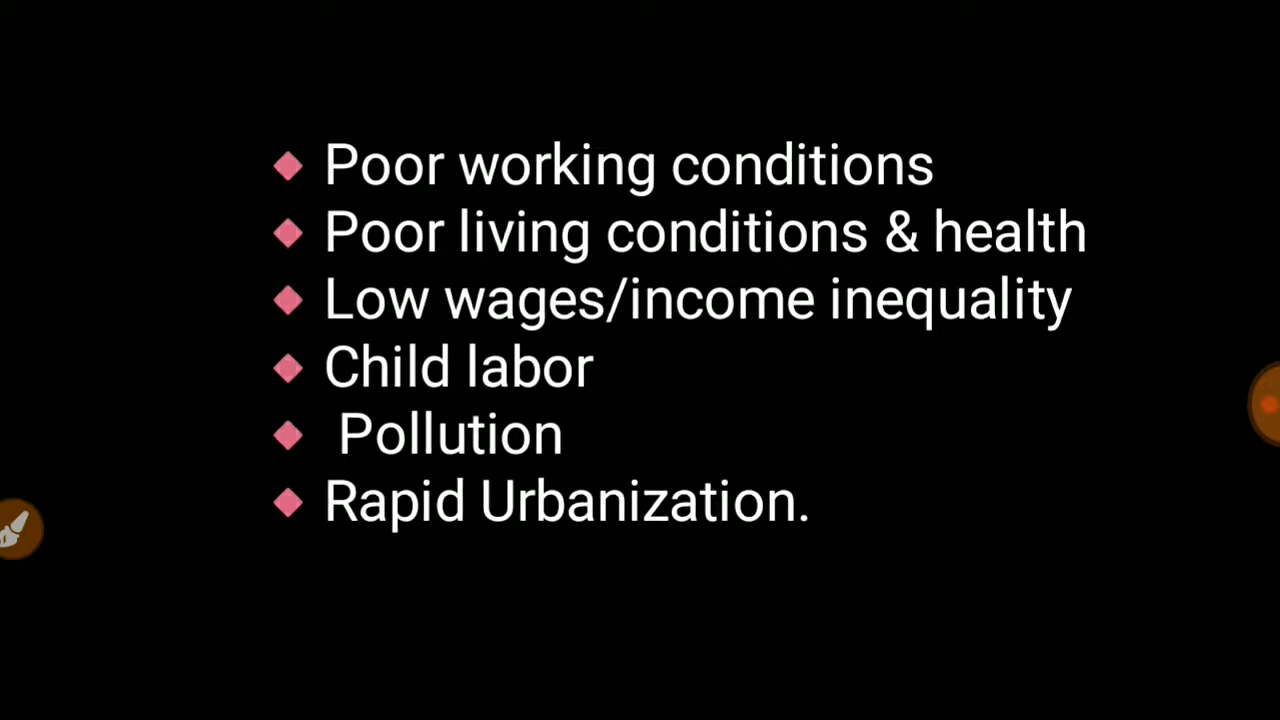 Poor working conditions
Poor living conditions & health
Low wages/income inequality
Child labor
Pollution
Rapid Urbanization.